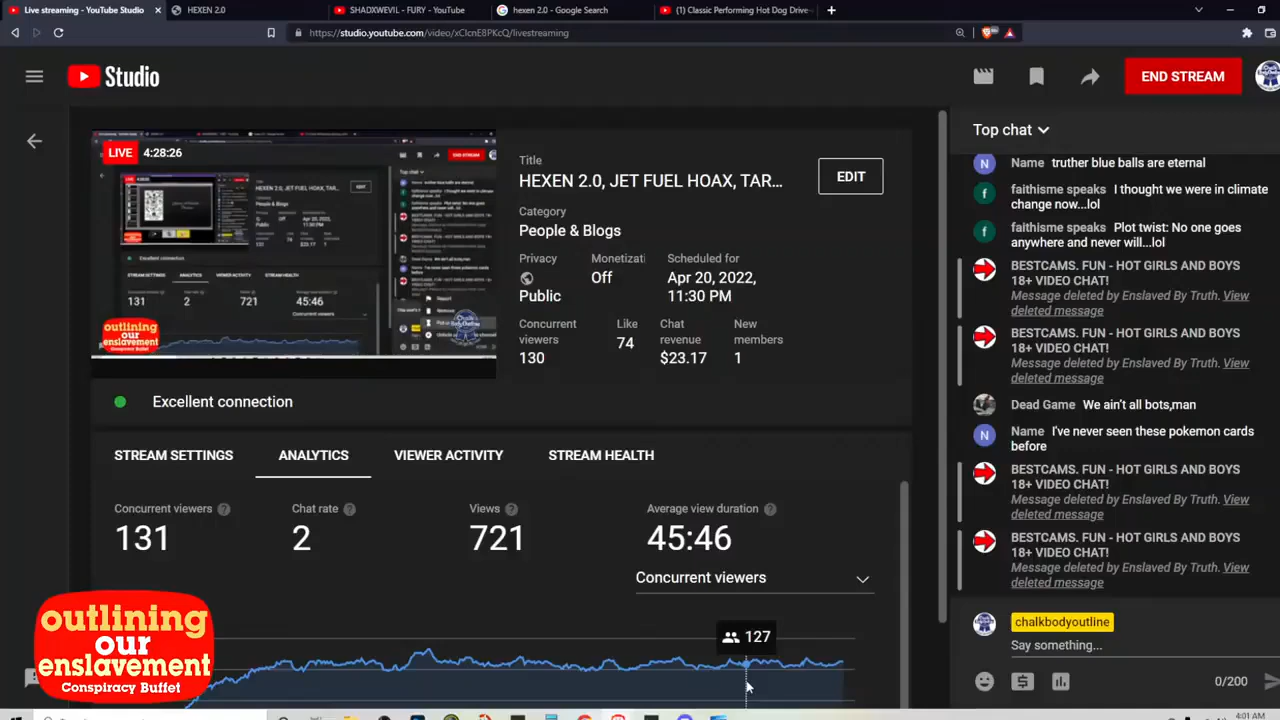 Live streaming - YouTube Studio
HEXEN 2.0
SHADXWEVIL - FURY - YouTube
hexen 2.0 - Google Search
(1) Classic Performing Hot Dog Drive
https://studio.youtube.com/video/xClcnE8PKcQ/livestreaming
Studio
END STREAM
LIVE 4:28:26
Title
HEXEN 2.0, JET FUEL HOAX, TAR...
EDIT
Category
People & Blogs
Privacy
Public
Monetizati
Off
Scheduled for
Apr 20, 2022,
11:30 PM
Concurrent
viewers
130
Like
74
Chat
revenue
$23.17
New
members
1
Excellent connection
STREAM SETTINGS
ANALYTICS
VIEWER ACTIVITY
STREAM HEALTH
Concurrent viewers
131
Chat rate
2
Views
721
Average view duration
45:46
Concurrent viewers
127
outlining
our
enslavement
Conspiracy Buffet
Top chat
N
Name truther blue balls are eternal
f
faithisme speaks I thought we were in climate
change now...lol
f
faithisme speaks Plot twist: No one goes
anywhere and never will...lol
BESTCAMS. FUN - HOT GIRLS AND BOYS
18+ VIDEO CHAT!
Message deleted by Enslaved By Truth. View
deleted message
BESTCAMS. FUN - HOT GIRLS AND BOYS
18+ VIDEO CHAT!
Message deleted by Enslaved By Truth. View
deleted message
Dead Game We ain't all bots,man
N
Name I've never seen these pokemon cards
before
BESTCAMS. FUN - HOT GIRLS AND BOYS
18+ VIDEO CHAT!
Message deleted by Enslaved By Truth. View
deleted message
BESTCAMS. FUN - HOT GIRLS AND BOYS
18+ VIDEO CHAT!
Message deleted by Enslaved By Truth. View
deleted message
chalkbodyoutline
Say something...
0/200
4:01 AM